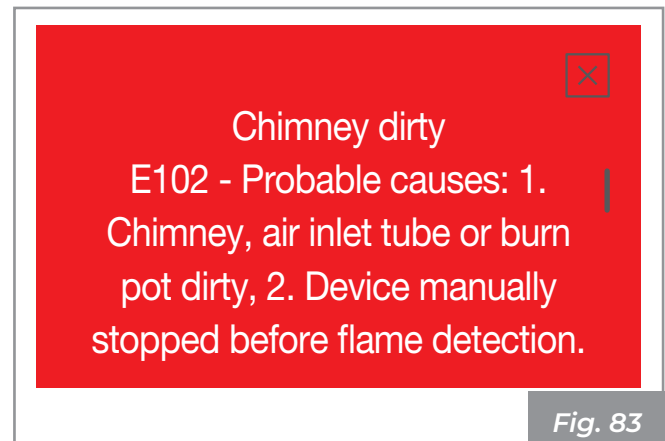 Chimney dirty
E102 - Probable causes: 1.
Chimney, air inlet tube or burn
pot dirty, 2. Device manually
stopped before flame detection.
Fig. 83